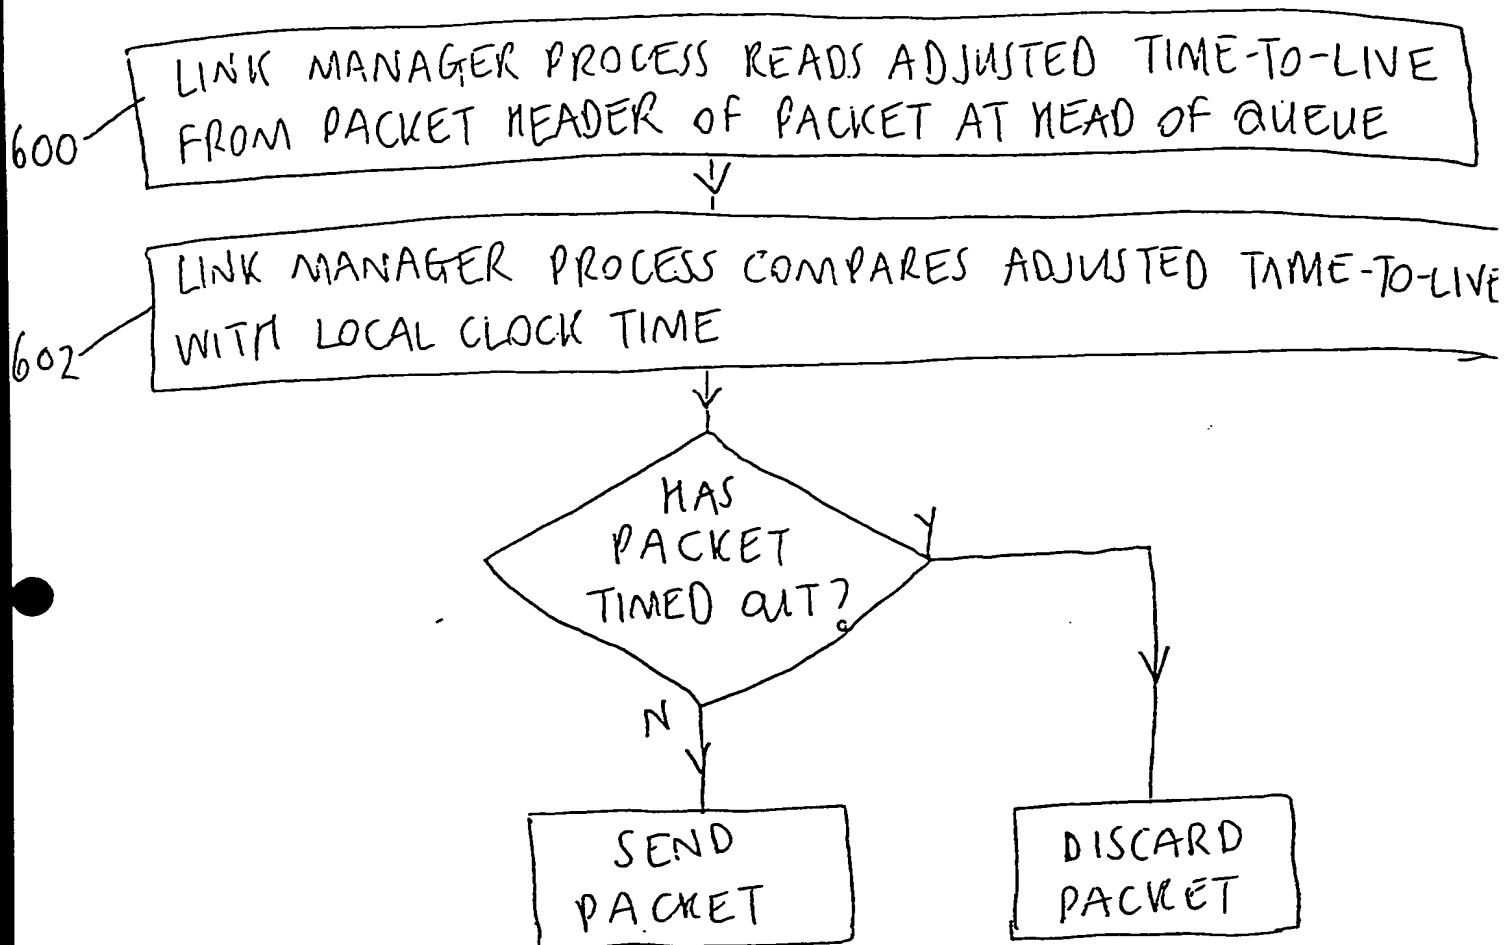 LINK MANAGER PROCESS READS ADJUSTED TIME-TO-LIVE
FROM PACKET HEADER OF PACKET AT HEAD OF QUEUE
600
LINK MANAGER PROCESS COMPARES ADJUSTED TIME-TO-LIVE
WITH LOCAL CLOCK TIME
602
HAS
PACKET
TIMED OUT?
Y
N
SEND
PACKET
DISCARD
PACKET